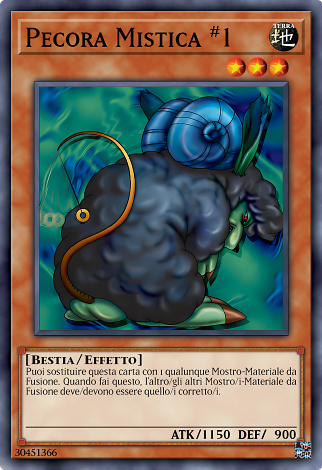 Pecora Mistica #1
TERRA
地
[Bestia/Effetto]
Puoi sostituire questa carta con 1 qualunque Mostro-Materiale da
Fusione. Quando fai questo, l'altro/gli altri Mostro/i-Materiale da
Fusione deve/devono essere quello/i corretto/i.
ATK/1150 DEF/ 900
30451366